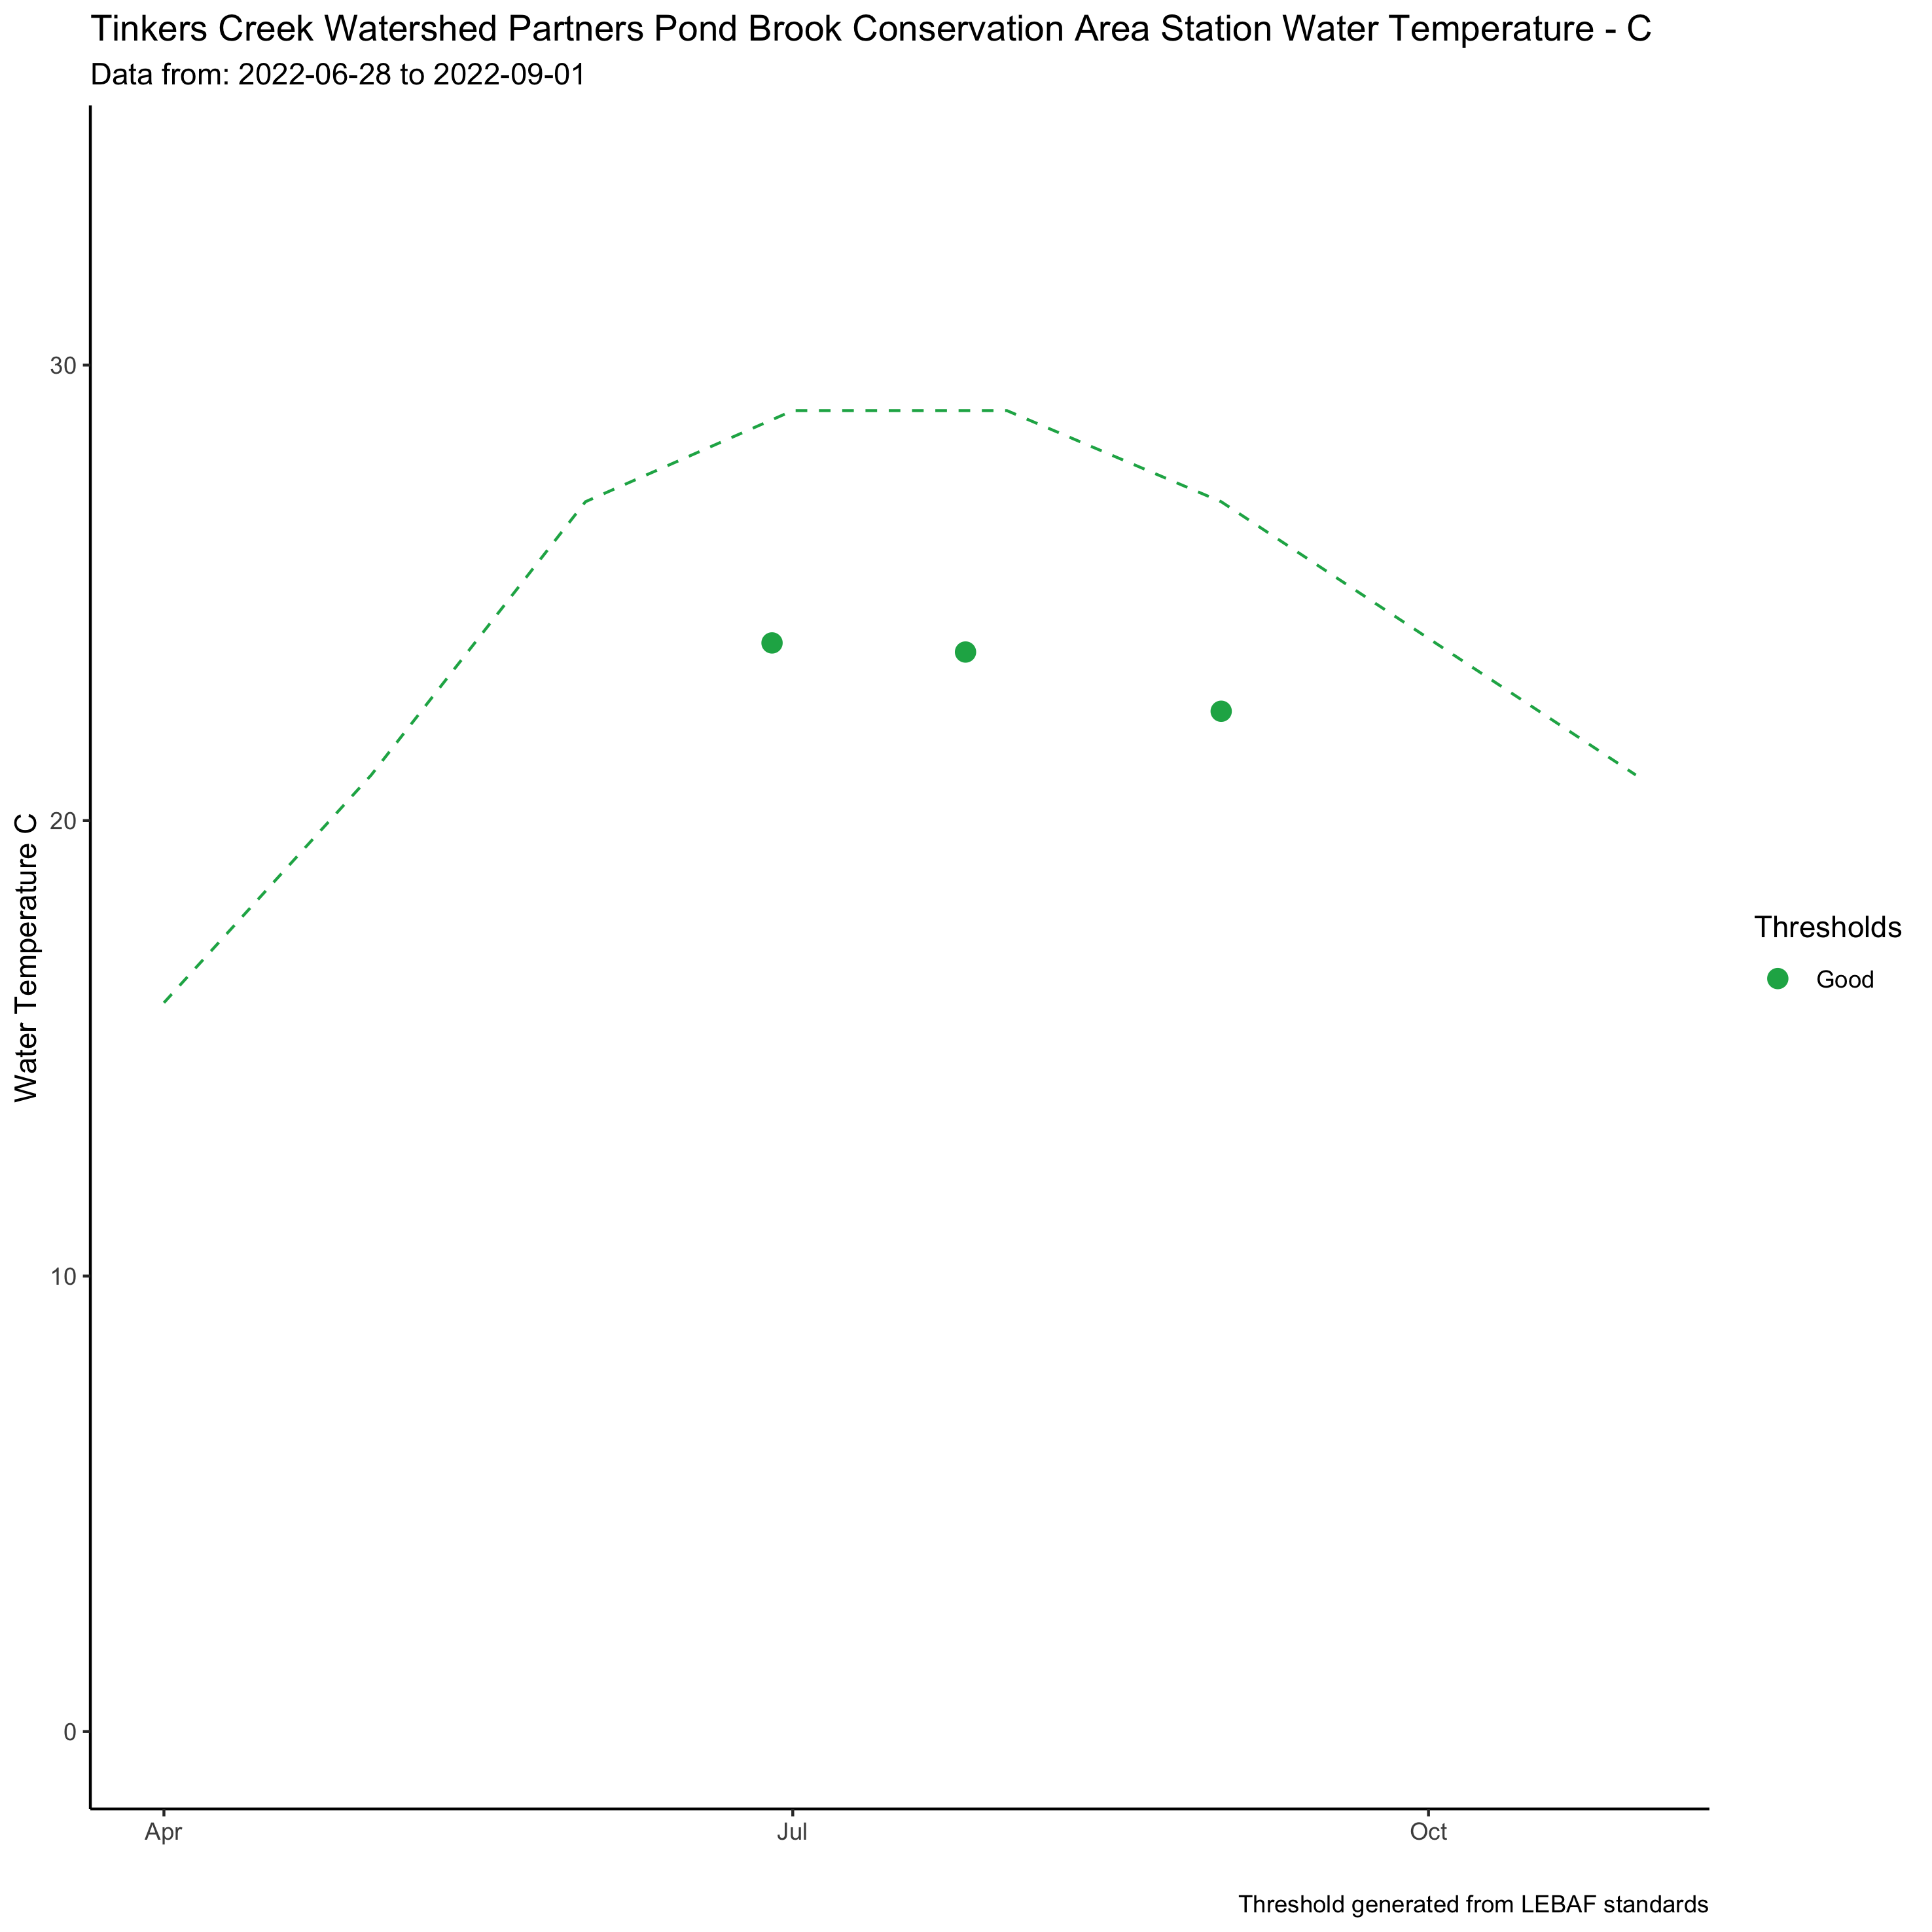 Tinkers Creek Watershed Partners Pond Brook Conservation Area Station Water Temperature - C
Data from: 2022-06-28 to 2022-09-01
30
20
10
0
Water Temperature C
Apr
Jul
Oct
Thresholds
Good
Threshold generated from LEBAF standards